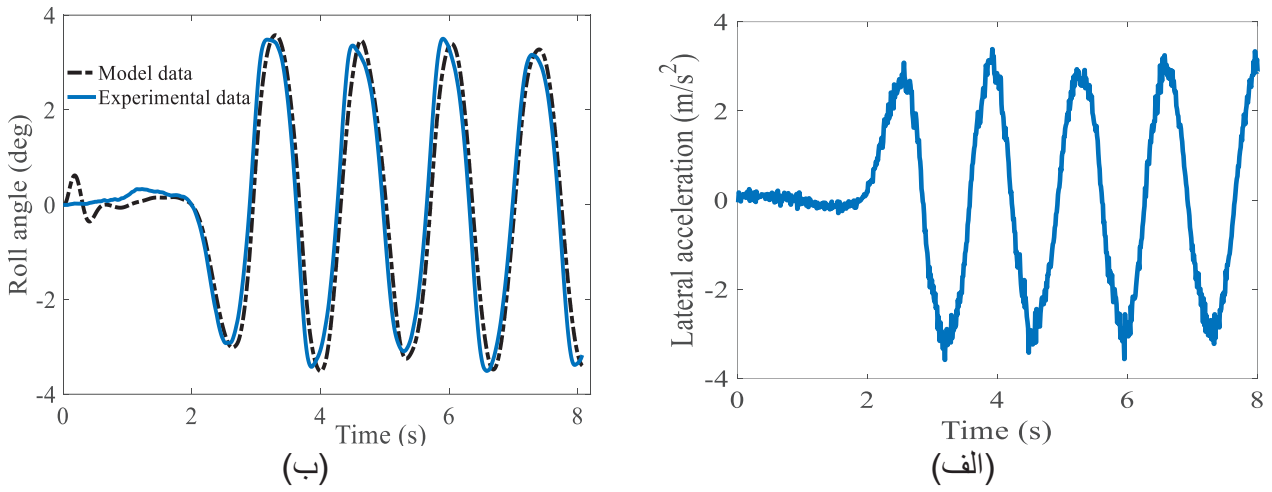 4
2
0
-2
-4
Roll angle (deg)
Model data
Experimental data
0
2
4
6
8
Time (s)
(ب)
4
2
0
-2
-4
Lateral acceleration (m/s²)
0
2
4
6
8
Time (s)
(الف)